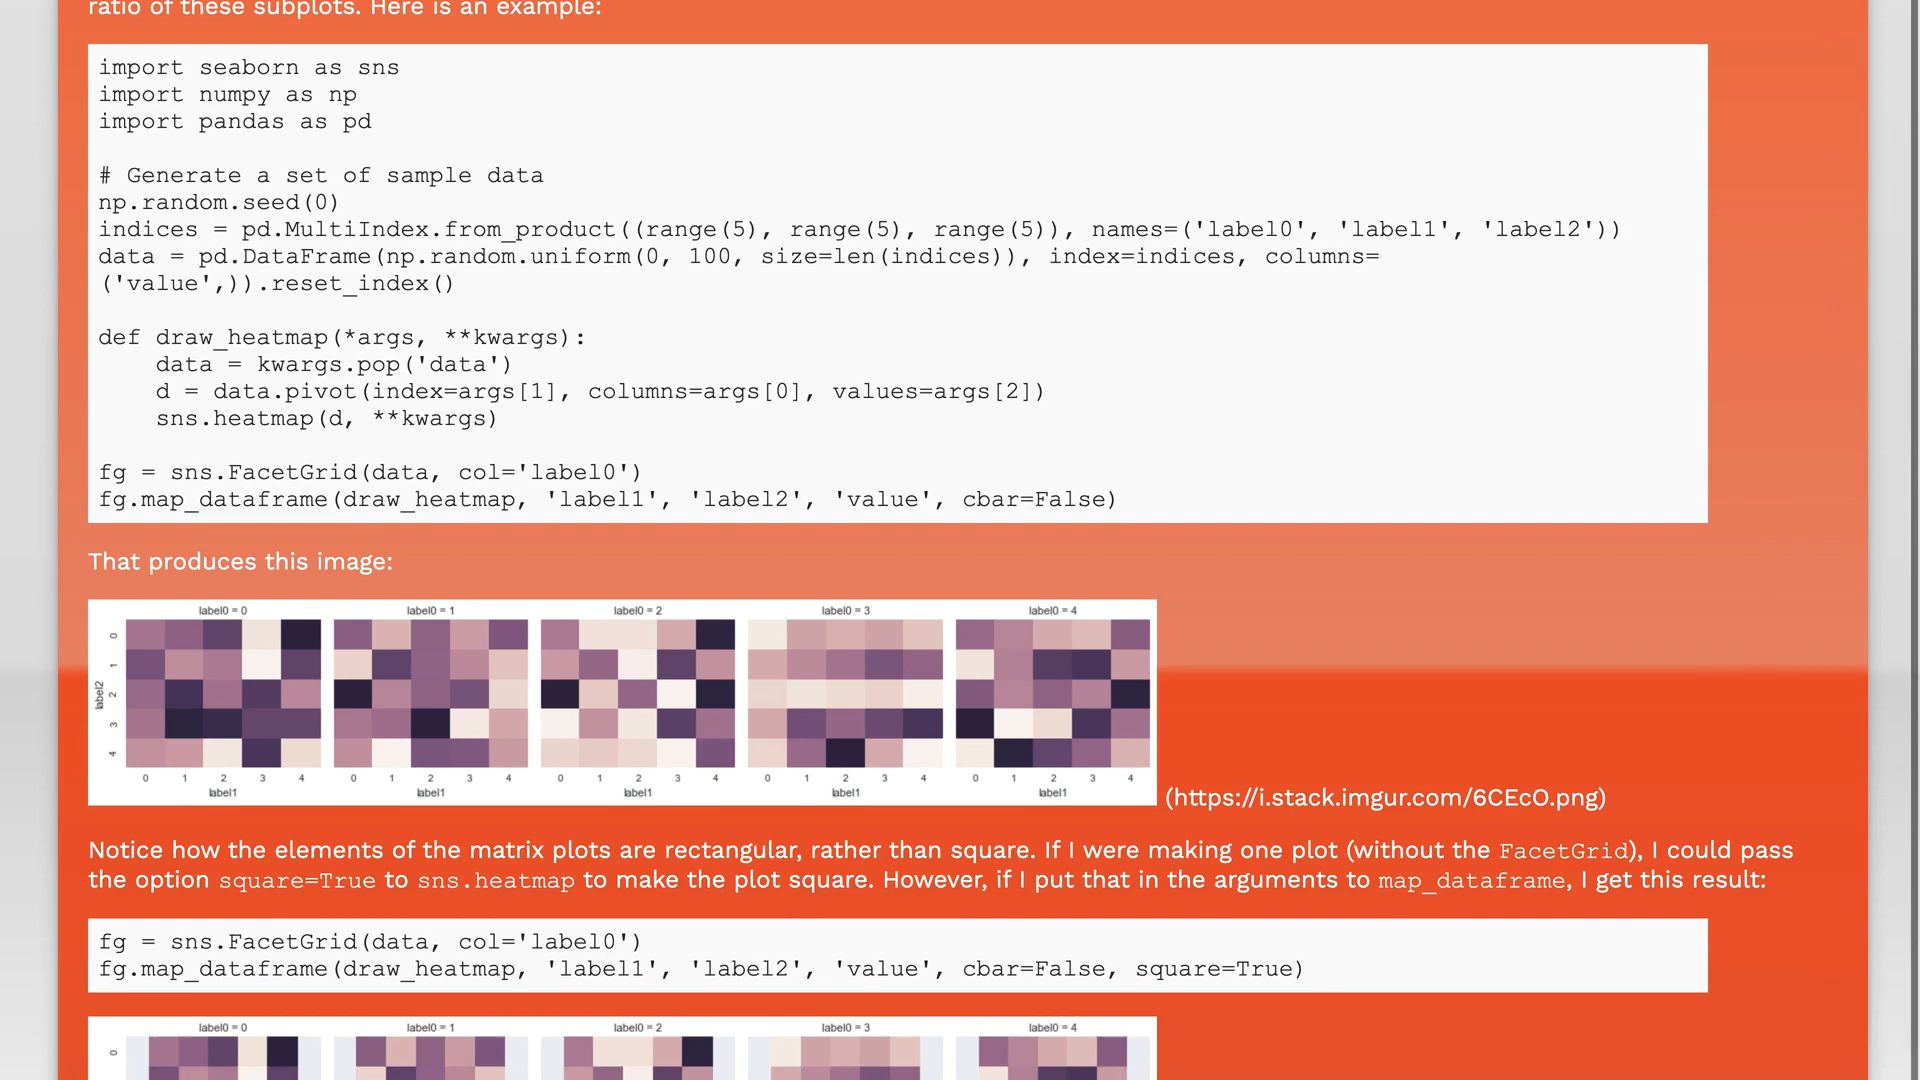 ratio of these subplots. Here is an example:
import seaborn as sns
import numpy as np
import pandas as pd
# Generate a set of sample data
np.random.seed(0)
indices = pd.MultiIndex.from_product((range(5), range(5), range(5)), names=('label0', 'label1', 'label2'))
data = pd.DataFrame(np.random.uniform(0, 100, size=len(indices)), index=indices, columns=
('value',)).reset_index()
def draw_heatmap(*args, **kwargs):
    data = kwargs.pop('data')
    d = data.pivot(index=args[1], columns=args[0], values=args[2])
    sns.heatmap(d, **kwargs)
fg = sns.FacetGrid(data, col='label0')
fg.map_dataframe(draw_heatmap, 'label1', 'label2', 'value', cbar=False)
That produces this image:
label0 = 0 label0 = 1 label0 = 2 label0 = 3 label0 = 4
0
1
label2 2
3
4
0 1 2 3 4 0 1 2 3 4 0 1 2 3 4 0 1 2 3 4 0 1 2 3 4
label1 label1 label1 label1 label1
(https://i.stack.imgur.com/6CEcO.png)
Notice how the elements of the matrix plots are rectangular, rather than square. If I were making one plot (without the FacetGrid), I could pass
the option square=True to sns.heatmap to make the plot square. However, if I put that in the arguments to map_dataframe, I get this result:
fg = sns.FacetGrid(data, col='label0')
fg.map_dataframe(draw_heatmap, 'label1', 'label2', 'value', cbar=False, square=True)
label0 = 0 label0 = 1 label0 = 2 label0 = 3 label0 = 4
0